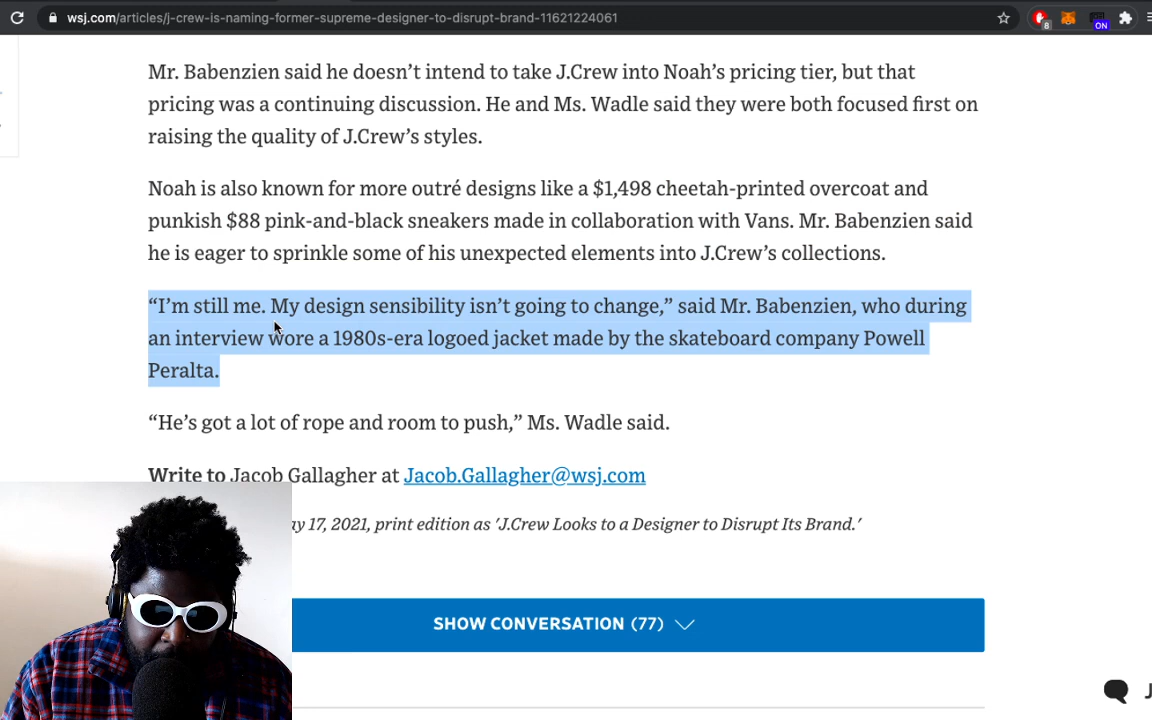 wsj.com/articles/j-crew-is-naming-former-supreme-designer-to-disrupt-brand-11621224061
8
ON
Mr. Babenzien said he doesn’t intend to take J.Crew into Noah’s pricing tier, but that
pricing was a continuing discussion. He and Ms. Wadle said they were both focused first on
raising the quality of J.Crew’s styles.
Noah is also known for more outré designs like a $1,498 cheetah-printed overcoat and
punkish $88 pink-and-black sneakers made in collaboration with Vans. Mr. Babenzien said
he is eager to sprinkle some of his unexpected elements into J.Crew’s collections.
“I’m still me. My design sensibility isn’t going to change,” said Mr. Babenzien, who during
an interview wore a 1980s-era logoed jacket made by the skateboard company Powell
Peralta.
“He’s got a lot of rope and room to push,” Ms. Wadle said.
Write to Jacob Gallagher at Jacob.Gallagher@wsj.com
17, 2021, print edition as ‘J.Crew Looks to a Designer to Disrupt Its Brand.’
SHOW CONVERSATION (77)